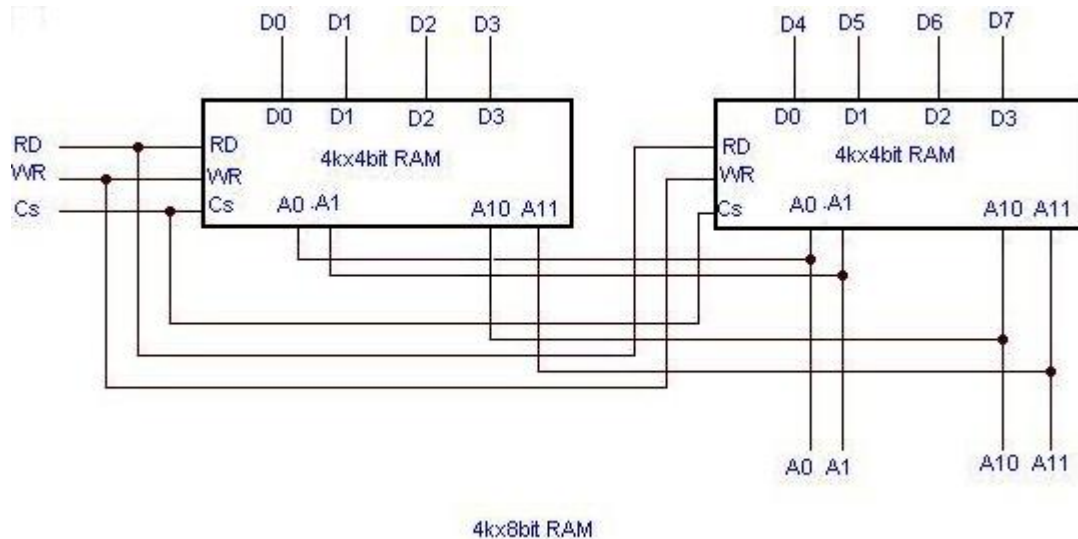 D0 D1 D2 D3 D4 D5 D6 D7
D0 D1 D2 D3 D0 D1 D2 D3
RD RD 4kx4bit RAM RD 4kx4bit RAM
WR WR WR
Cs Cs A0 A1 A10 A11 Cs A0 A1 A10 A11
A0 A1 A10 A11
4kx8bit RAM